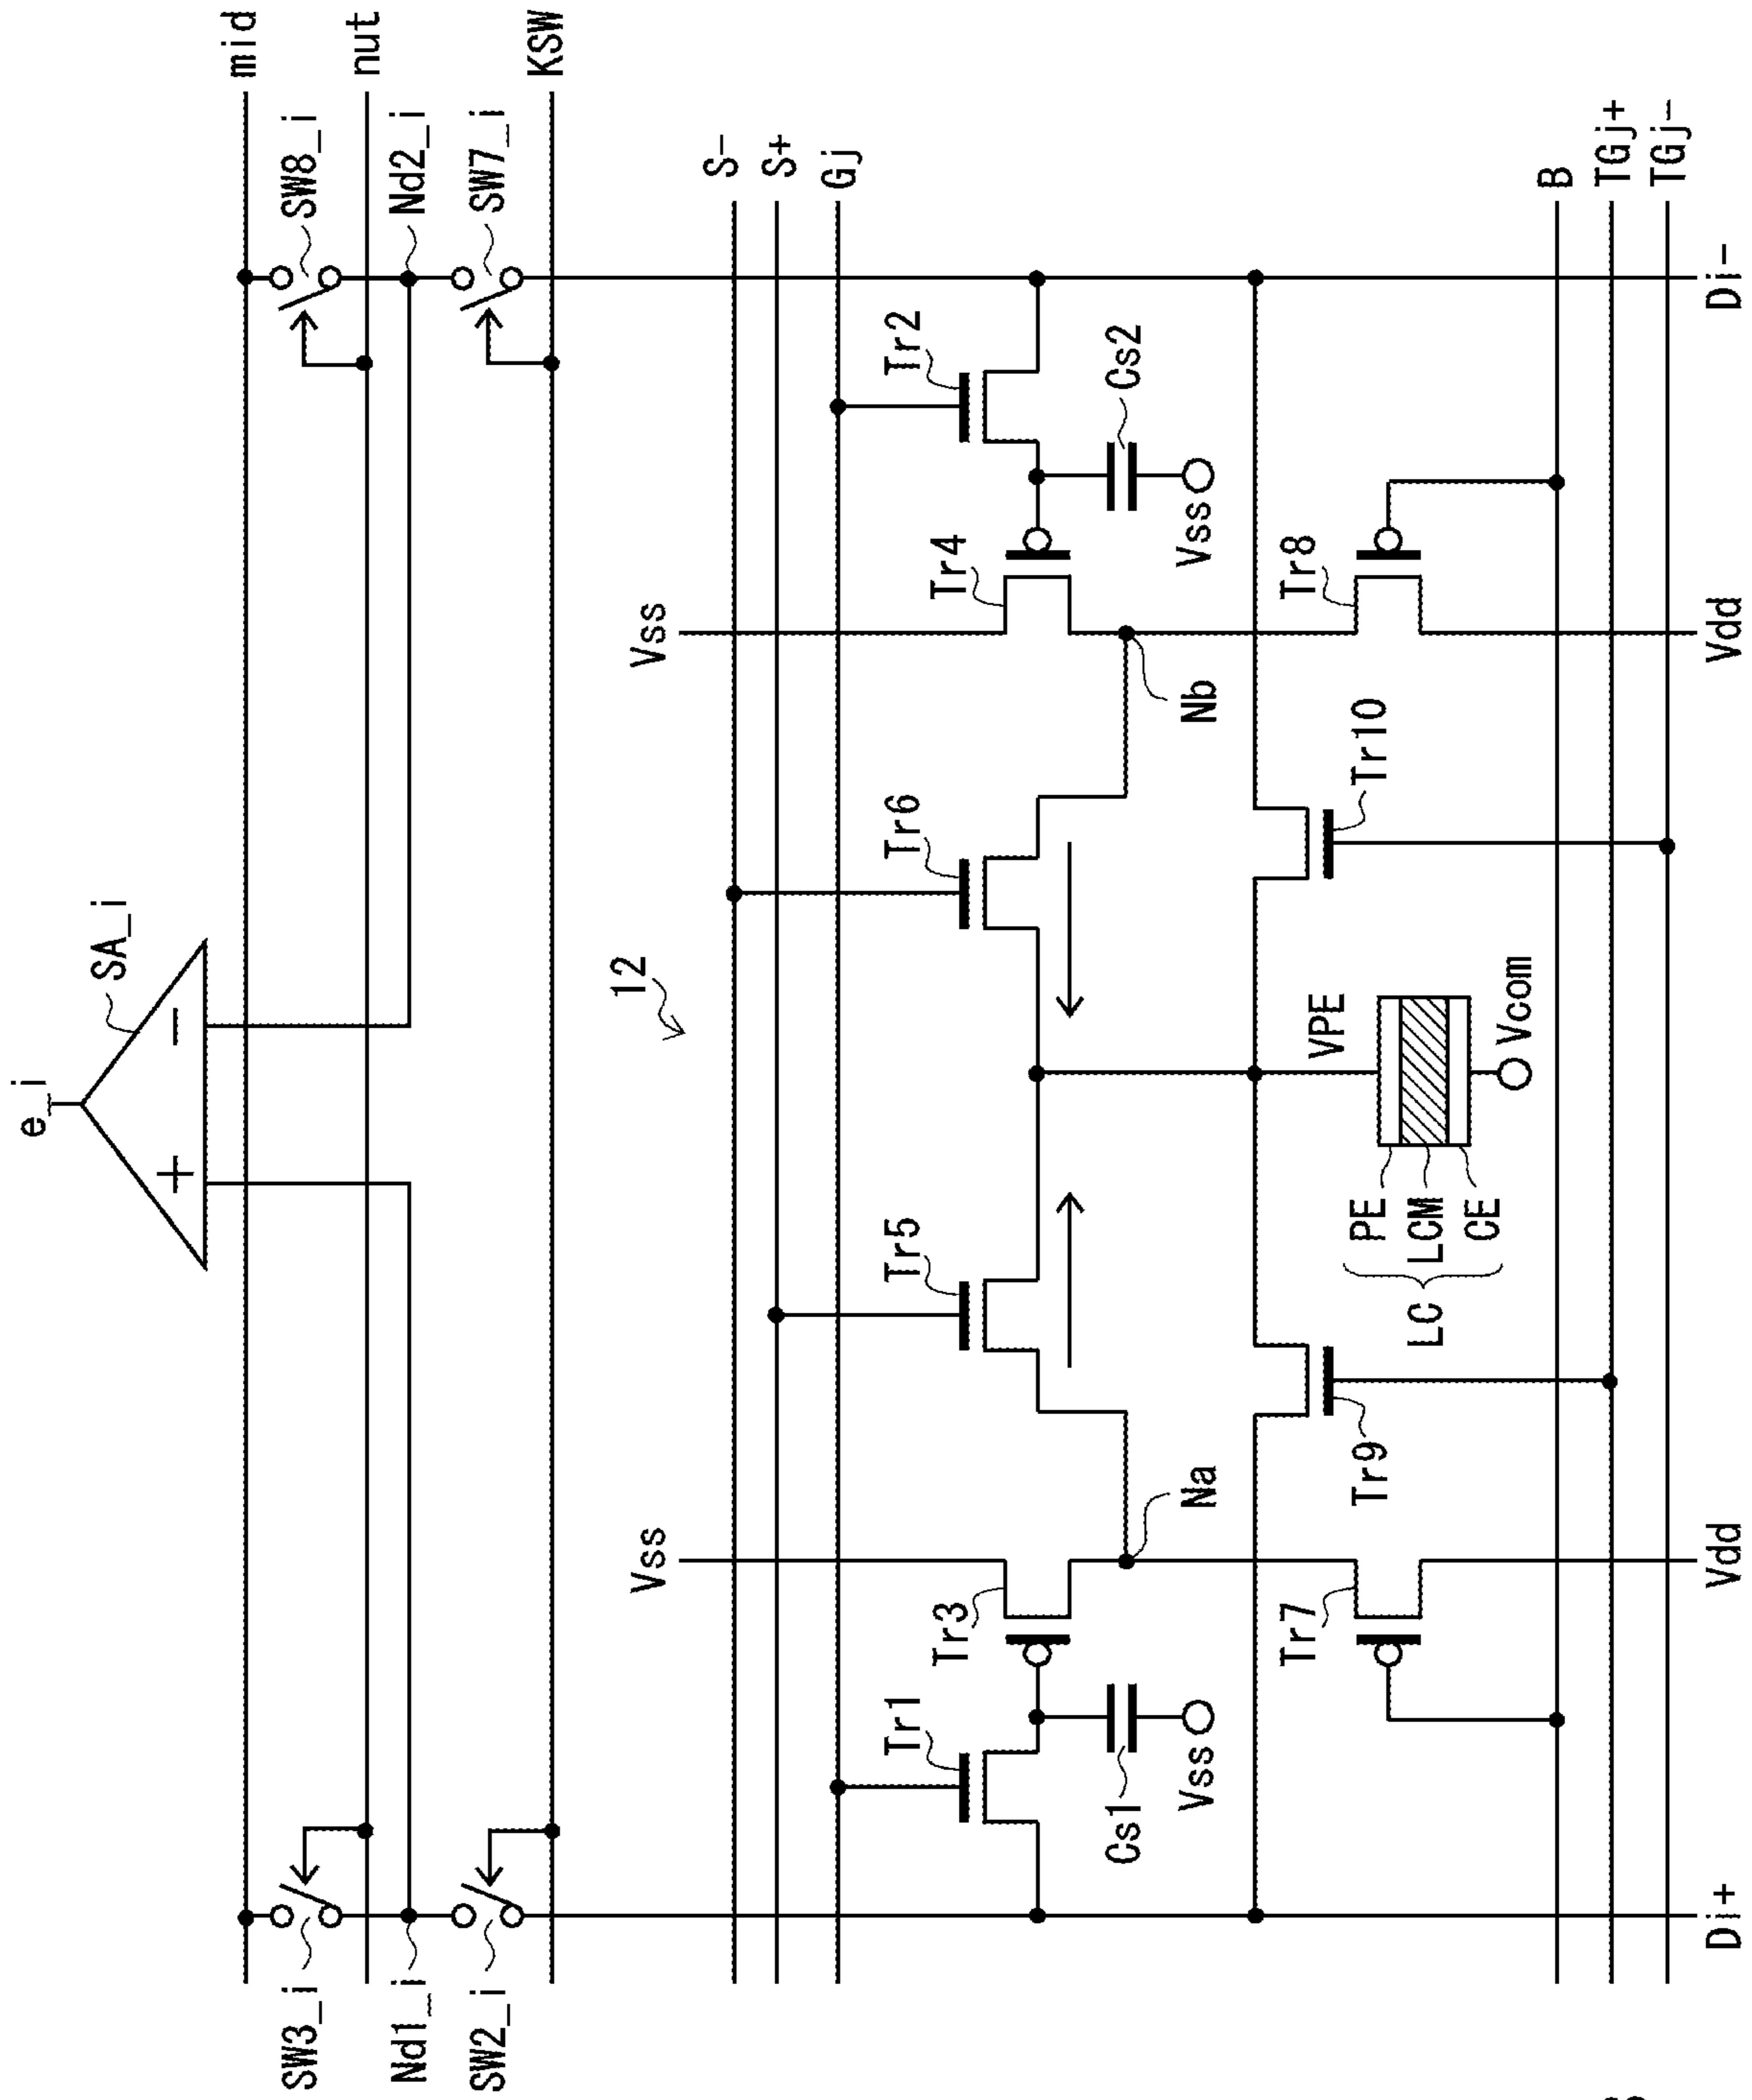 e_i
SA_i
+
−
mid
SW8_i
nut
Nd2_i
SW7_i
KSW
SW3_i
Nd1_i
SW2_i
S-
S+
Gj
12
Vss
Vss
Tr1
Tr5
Tr6
Tr2
Tr3
Tr4
Cs1
Vss
Cs2
Vss
Na
Nb
Tr7
Tr9
Tr10
Tr8
VPE
PE
LCM
CE
LC
Vcom
B
TGj+
TGj-
Di+
Vdd
Vdd
Di-